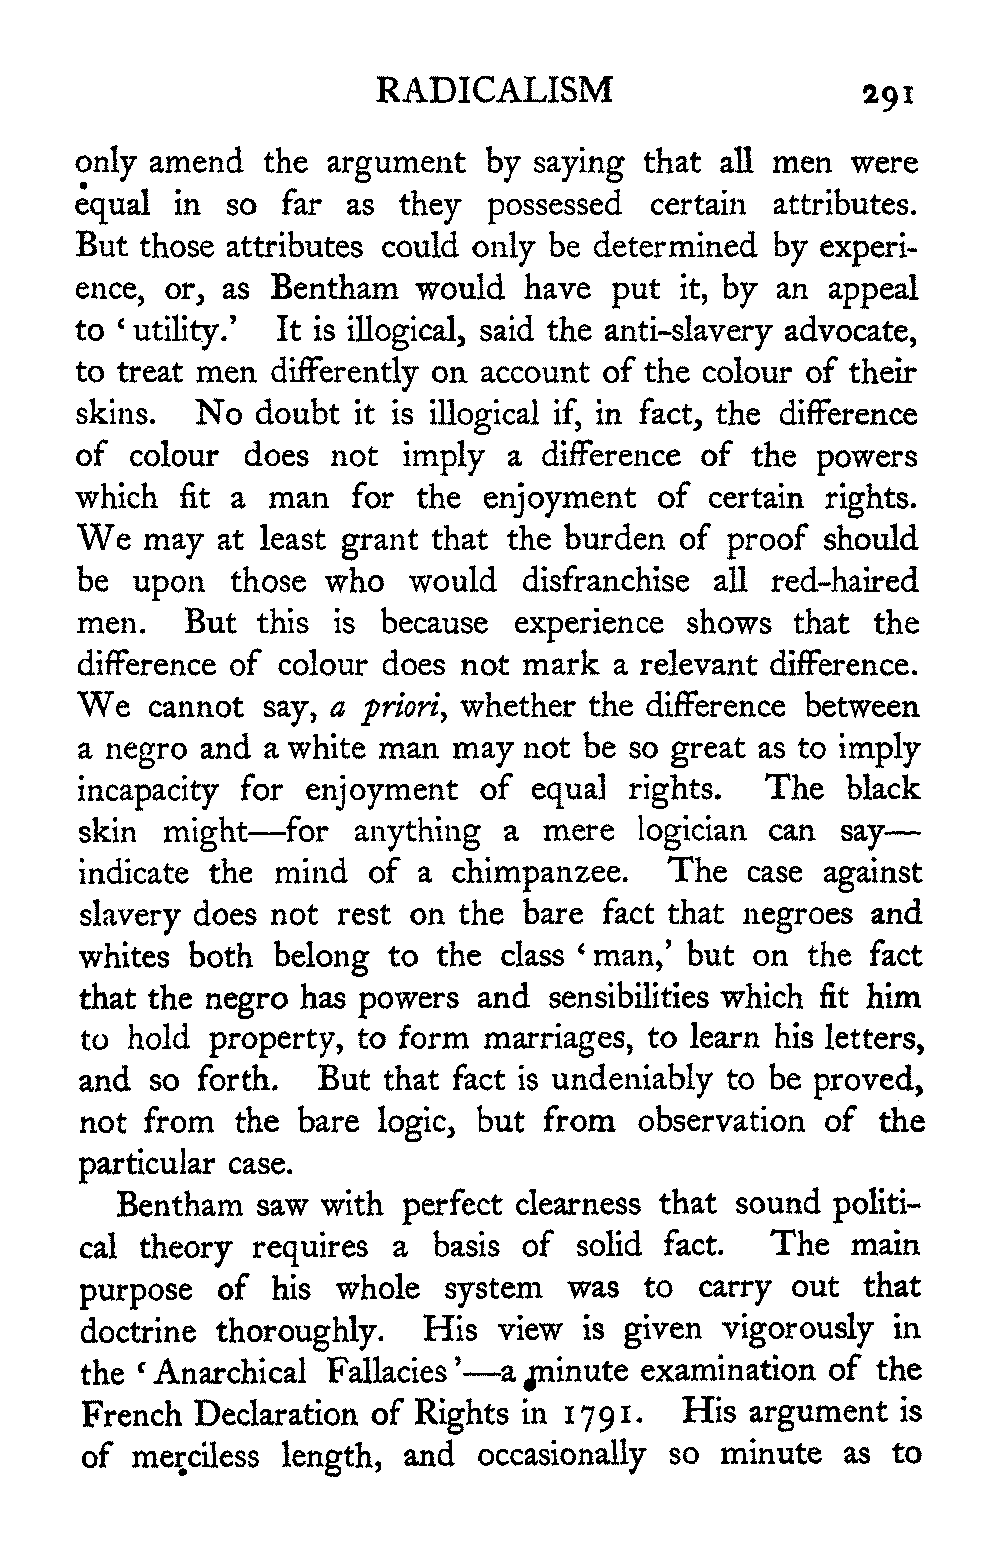 RADICALISM 291
only amend the argument by saying that all men were
equal in so far as they possessed certain attributes.
But those attributes could only be determined by experi-
ence, or, as Bentham would have put it, by an appeal
to ‘utility.’ It is illogical, said the anti-slavery advocate,
to treat men differently on account of the colour of their
skins. No doubt it is illogical if, in fact, the difference
of colour does not imply a difference of the powers
which fit a man for the enjoyment of certain rights.
We may at least grant that the burden of proof should
be upon those who would disfranchise all red-haired
men. But this is because experience shows that the
difference of colour does not mark a relevant difference.
We cannot say, a priori, whether the difference between
a negro and a white man may not be so great as to imply
incapacity for enjoyment of equal rights. The black
skin might—for anything a mere logician can say—
indicate the mind of a chimpanzee. The case against
slavery does not rest on the bare fact that negroes and
whites both belong to the class ‘man,’ but on the fact
that the negro has powers and sensibilities which fit him
to hold property, to form marriages, to learn his letters,
and so forth. But that fact is undeniably to be proved,
not from the bare logic, but from observation of the
particular case.
Bentham saw with perfect clearness that sound politi-
cal theory requires a basis of solid fact. The main
purpose of his whole system was to carry out that
doctrine thoroughly. His view is given vigorously in
the ‘Anarchical Fallacies’—a minute examination of the
French Declaration of Rights in 1791. His argument is
of merciless length, and occasionally so minute as to